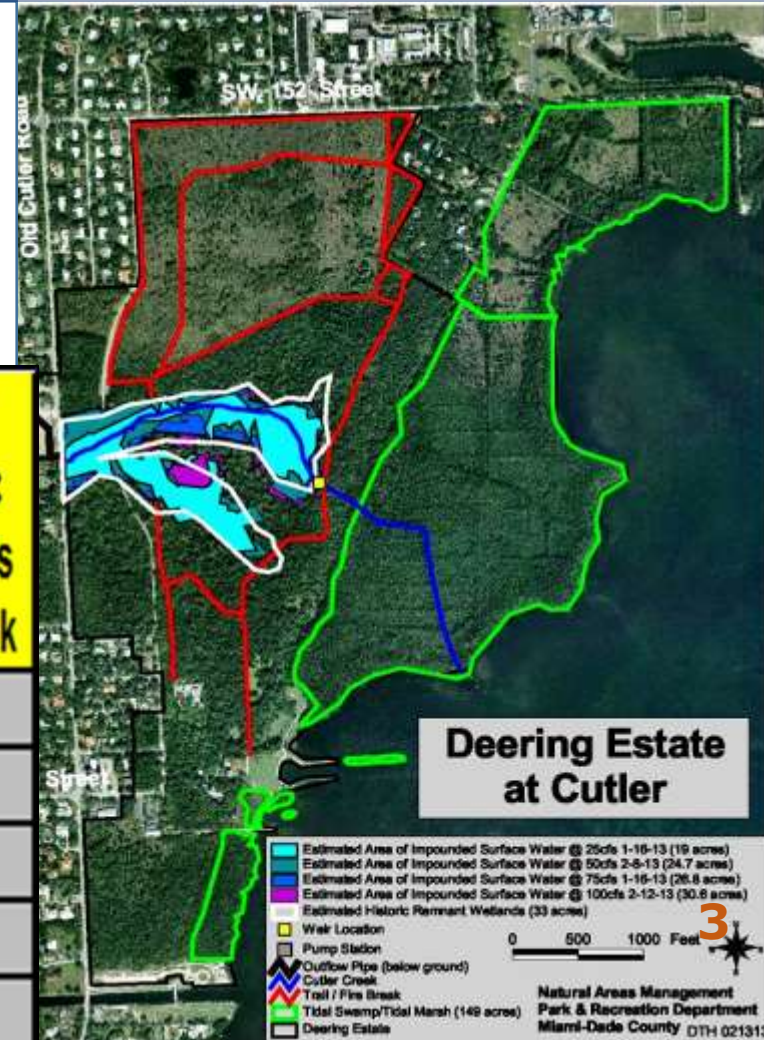 SW 152 Street
Old Cutler Road
s
k
Street
Deering Estate
at Cutler
Estimated Area of Impounded Surface Water @ 25cfs 1-16-13 (19 acres)
Estimated Area of Impounded Surface Water @ 50cfs 2-8-13 (24.7 acres)
Estimated Area of Impounded Surface Water @ 75cfs 1-16-13 (26.8 acres)
Estimated Area of Impounded Surface Water @ 100cfs 2-12-13 (30.6 acres)
Estimated Historic Remnant Wetlands (33 acres)
Weir Location
Pump Station
Outflow Pipe (below ground)
Cutler Creek
Trail / Fire Break
Tidal Swamp/Tidal Marsh (149 acres)
Deering Estate
0 500 1000 Feet
3
Natural Areas Management
Park & Recreation Department
Miami-Dade County DTH 021313